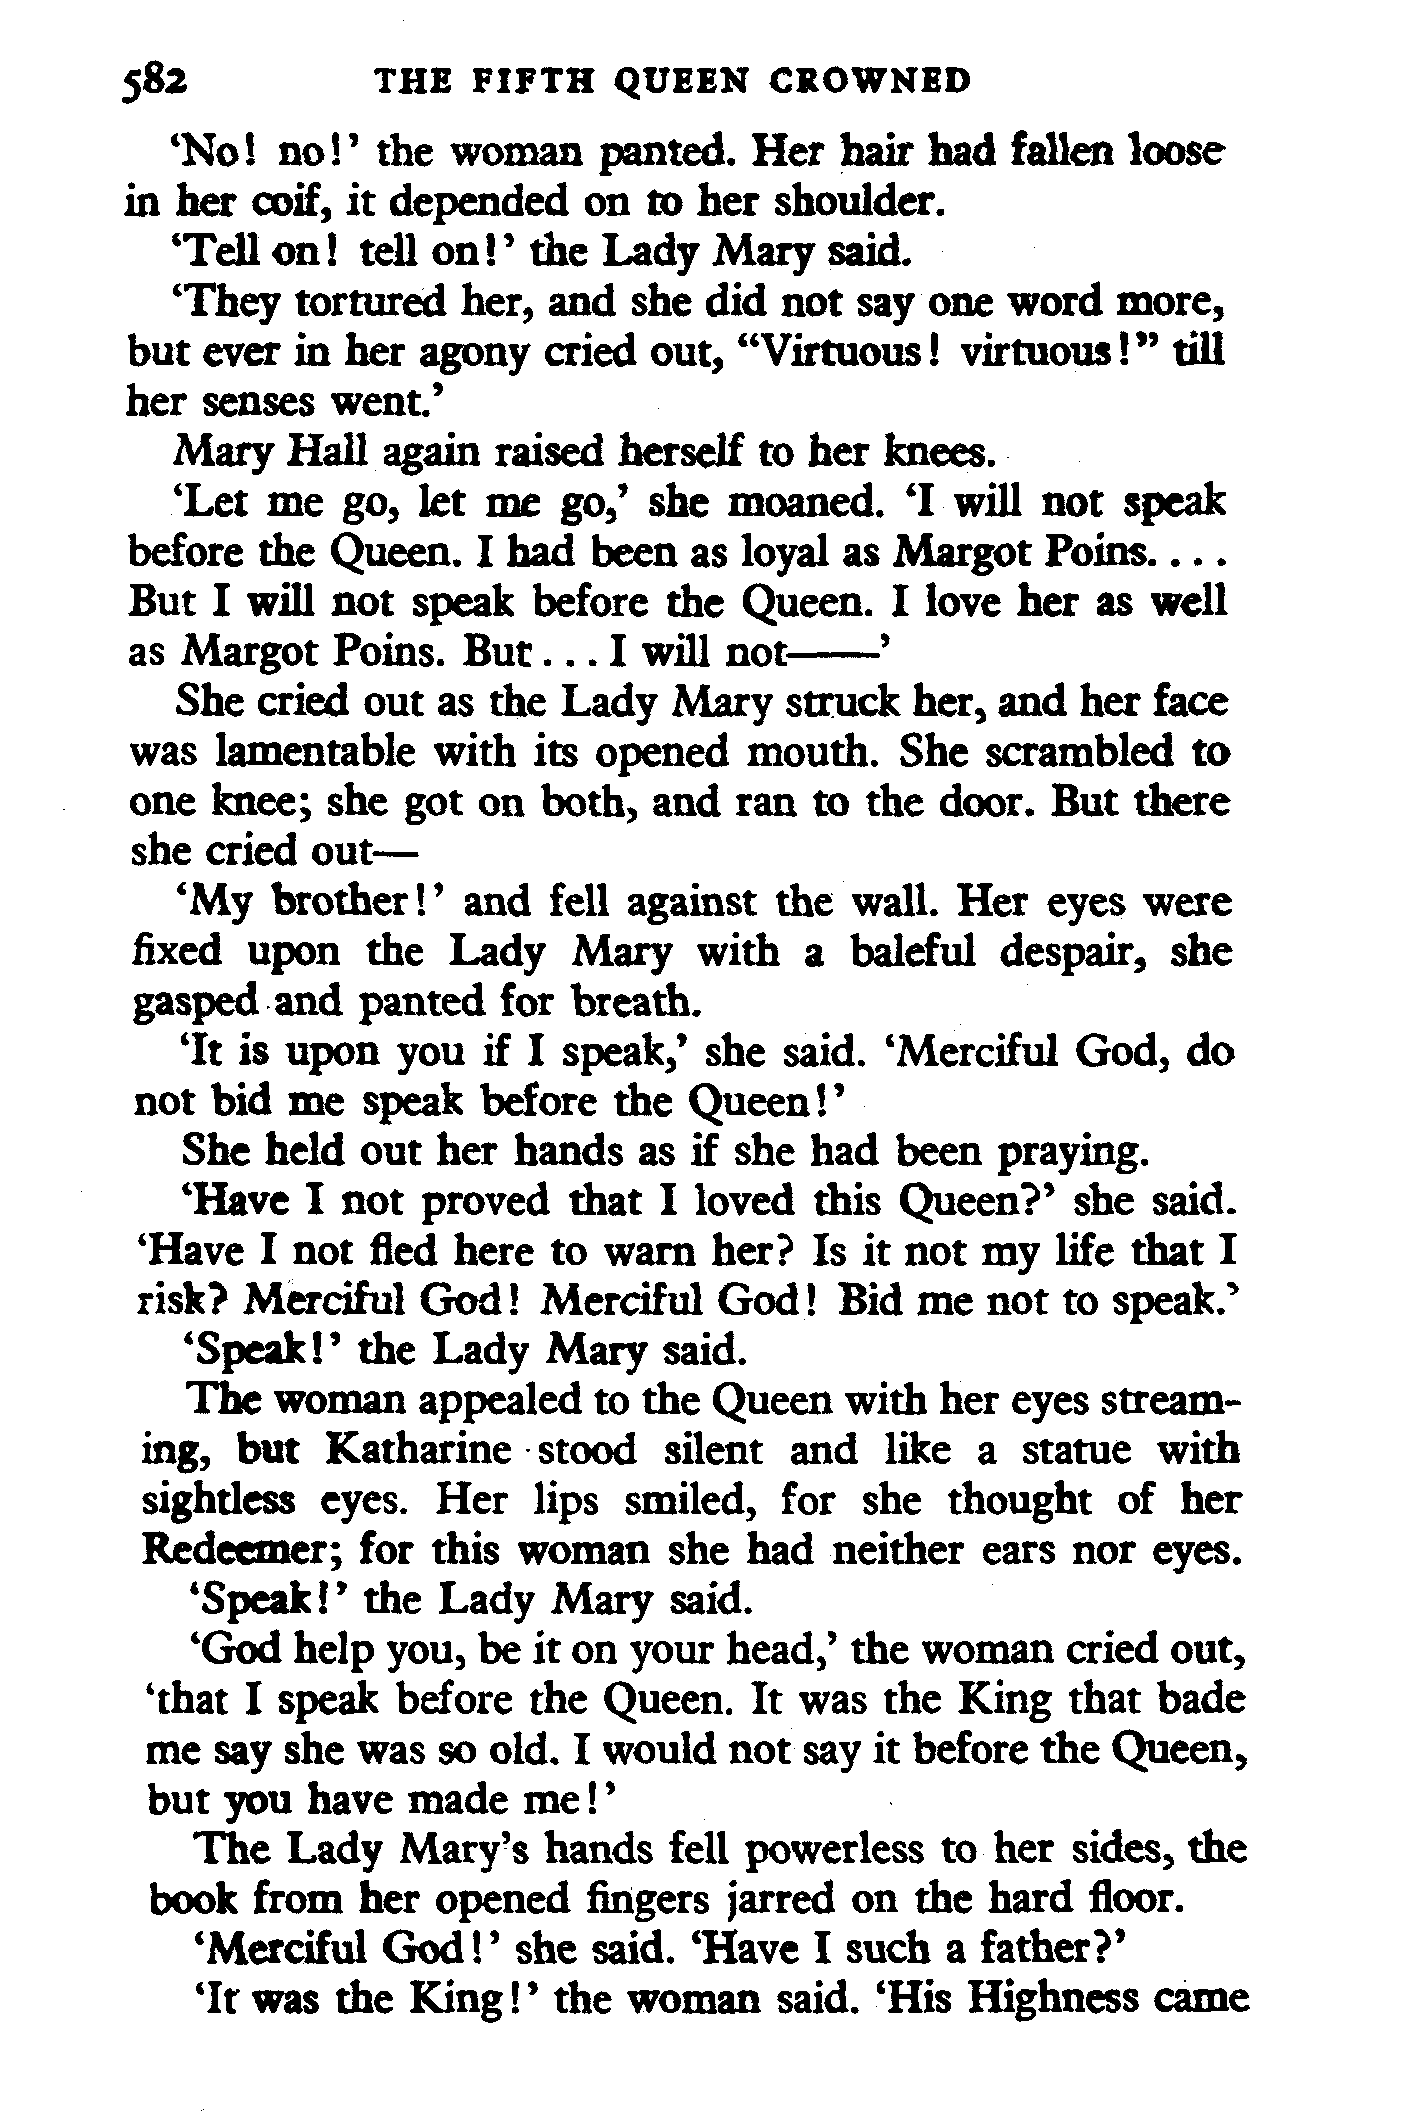 582 THE FIFTH QUEEN CROWNED
‘No! no!’ the woman panted. Her hair had fallen loose
in her coif, it depended on to her shoulder.
‘Tell on! tell on!’ the Lady Mary said.
‘They tortured her, and she did not say one word more,
but ever in her agony cried out, “Virtuous! virtuous!” till
her senses went.’
Mary Hall again raised herself to her knees.
‘Let me go, let me go,’ she moaned. ‘I will not speak
before the Queen. I had been as loyal as Margot Poins. . . .
But I will not speak before the Queen. I love her as well
as Margot Poins. But . . . I will not——’
She cried out as the Lady Mary struck her, and her face
was lamentable with its opened mouth. She scrambled to
one knee; she got on both, and ran to the door. But there
she cried out—
‘My brother!’ and fell against the wall. Her eyes were
fixed upon the Lady Mary with a baleful despair, she
gasped and panted for breath.
‘It is upon you if I speak,’ she said. ‘Merciful God, do
not bid me speak before the Queen!’
She held out her hands as if she had been praying.
‘Have I not proved that I loved this Queen?’ she said.
‘Have I not fled here to warn her? Is it not my life that I
risk? Merciful God! Merciful God! Bid me not to speak.’
‘Speak!’ the Lady Mary said.
The woman appealed to the Queen with her eyes stream-
ing, but Katharine stood silent and like a statue with
sightless eyes. Her lips smiled, for she thought of her
Redeemer; for this woman she had neither ears nor eyes.
‘Speak!’ the Lady Mary said.
‘God help you, be it on your head,’ the woman cried out,
‘that I speak before the Queen. It was the King that bade
me say she was so old. I would not say it before the Queen,
but you have made me!’
The Lady Mary’s hands fell powerless to her sides, the
book from her opened fingers jarred on the hard floor.
‘Merciful God!’ she said. ‘Have I such a father?’
‘It was the King!’ the woman said. ‘His Highness came